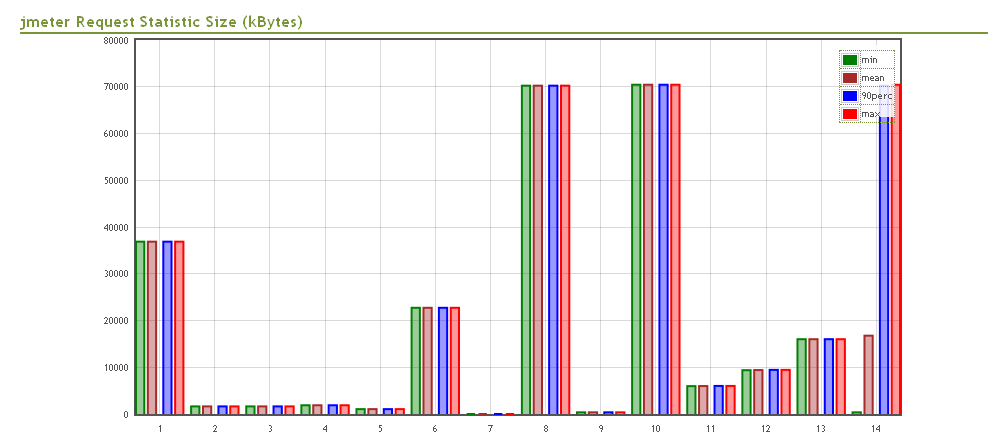 jmeter Request Statistic Size (kBytes)
80000
70000
60000
50000
40000
30000
20000
10000
0
min
mean
90perc
max
1 2 3 4 5 6 7 8 9 10 11 12 13 14